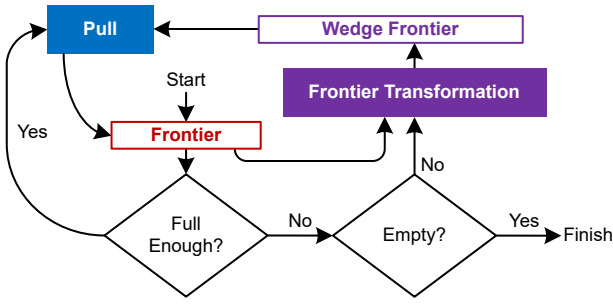 Pull
Wedge Frontier
Start
Frontier Transformation
Yes
Frontier
No
Full
Enough?
No
Empty?
Yes
Finish